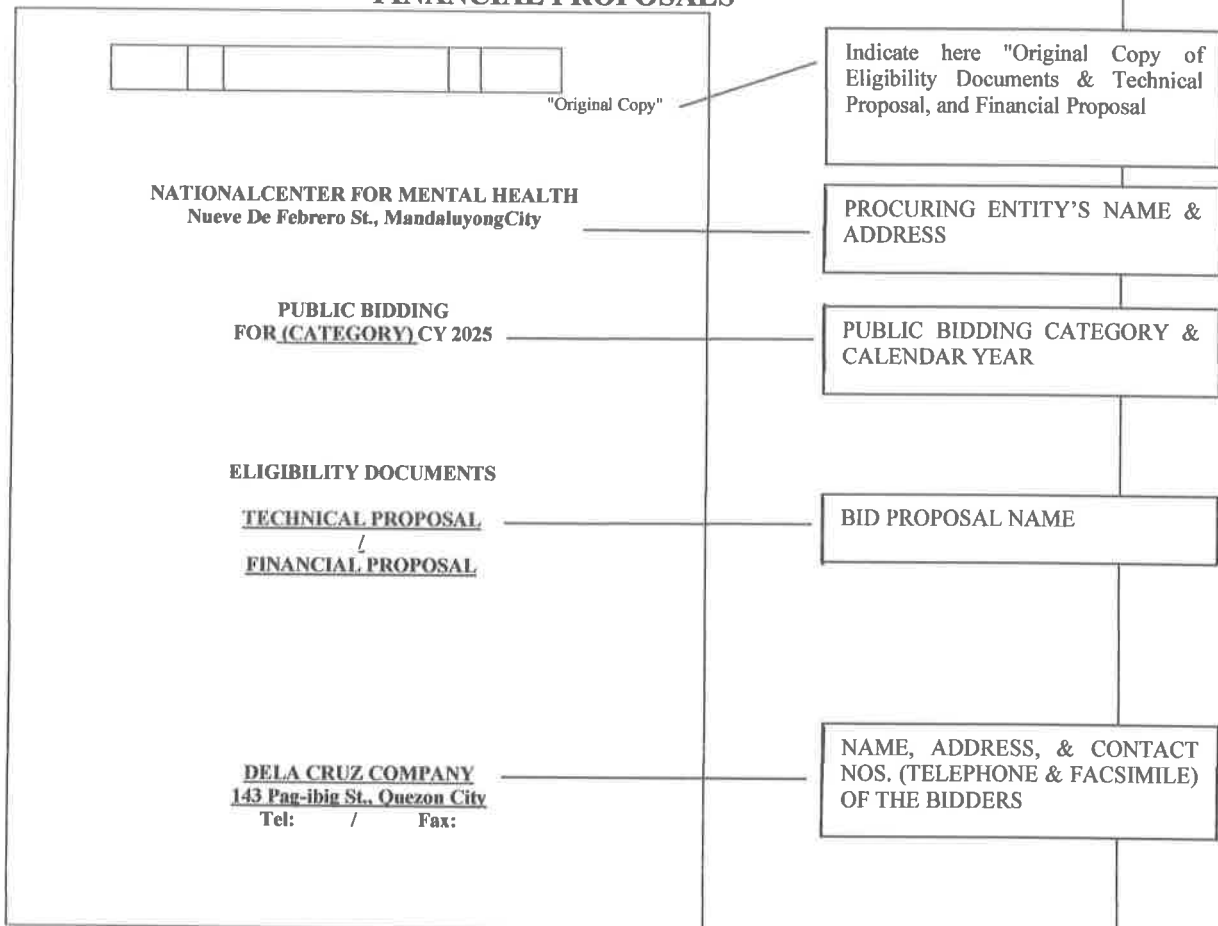 FINANCIAL PROPOSALS
"Original Copy"
Indicate here "Original Copy of
Eligibility Documents & Technical
Proposal, and Financial Proposal
NATIONALCENTER FOR MENTAL HEALTH
Nueve De Febrero St., MandaluyongCity
PROCURING ENTITY'S NAME &
ADDRESS
PUBLIC BIDDING
FOR (CATEGORY) CY 2025
PUBLIC BIDDING CATEGORY &
CALENDAR YEAR
ELIGIBILITY DOCUMENTS
TECHNICAL PROPOSAL
/
FINANCIAL PROPOSAL
BID PROPOSAL NAME
DELA CRUZ COMPANY
143 Pag-ibig St., Quezon City
Tel: / Fax:
NAME, ADDRESS, & CONTACT
NOS. (TELEPHONE & FACSIMILE)
OF THE BIDDERS